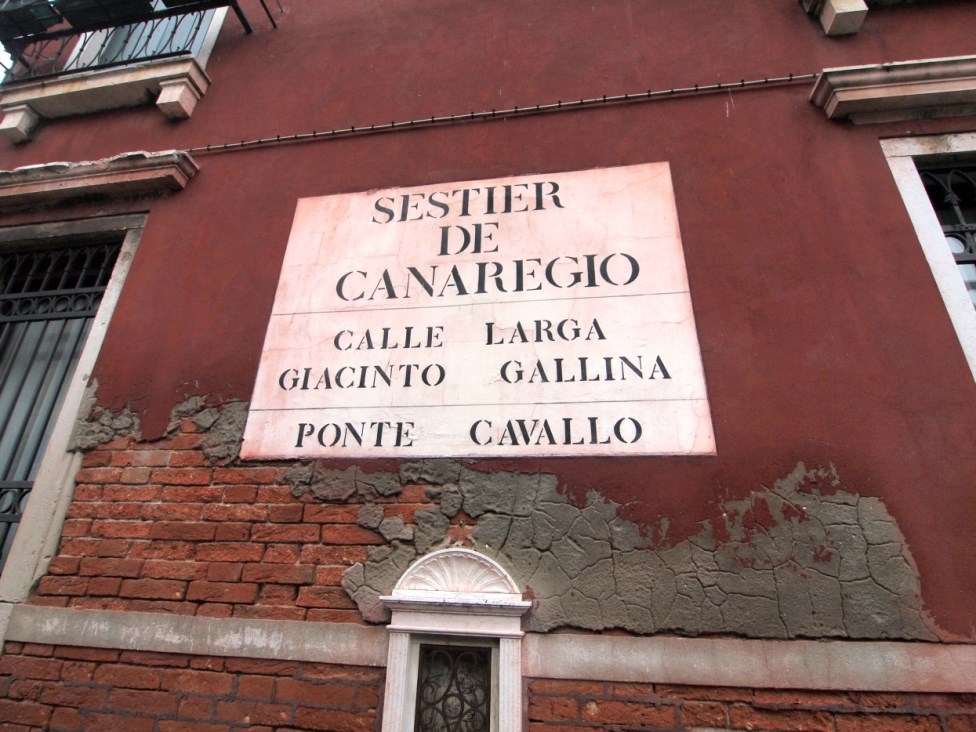 SESTIER
DE
CANAREGIO
CALLE LARGA
GIACINTO GALLINA
PONTE CAVALLO